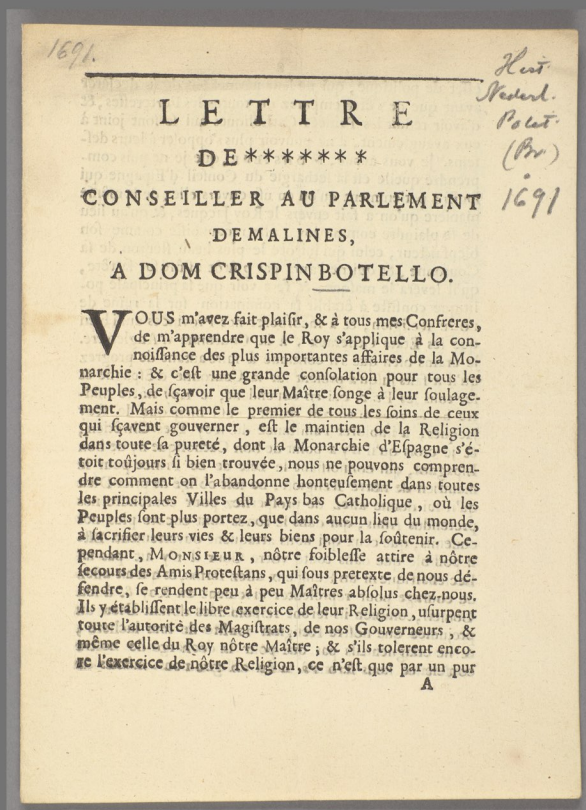 1691.
Hist.
Nederl.
Polit.
(Br.)
1691
LETTRE
DE *******
CONSEILLER AU PARLEMENT
DE MALINES,
A DOM CRISPIN BOTELLO.
VOUS m'avez fait plaiſir, & à tous mes Confreres,
de m'apprendre que le Roy s'applique à la con-
noiſſance des plus importantes affaires de la Mo-
narchie : & c'eſt une grande conſolation pour tous les
Peuples, de ſçavoir que leur Maître ſonge à leur ſoulage-
ment. Mais comme le premier de tous les ſoins de ceux
qui ſçavent gouverner, eſt le maintien de la Religion
dans toute ſa pureté, dont la Monarchie d'Eſpagne s'é-
toit toûjours ſi bien trouvée, nous ne pouvons compren-
dre comment on l'abandonne honteuſement dans toutes
les principales Villes du Pays bas Catholique, où les
Peuples ſont plus portez, que dans aucun lieu du monde,
à ſacrifier leurs vies & leurs biens pour la ſoûtenir. Ce-
pendant, MONSIEUR, nôtre foibleſſe attire à nôtre
ſecours des Amis Proteſtans, qui ſous pretexte de nous dé-
fendre, ſe rendent peu à peu Maîtres abſolus chez-nous.
Ils y établiſſent le libre exercice de leur Religion, uſurpent
toute l'autorité des Magiſtrats, de nos Gouverneurs, &
même celle du Roy nôtre Maître ; & s'ils tolerent enco-
re l'exercice de nôtre Religion, ce n'eſt que par un pur
A